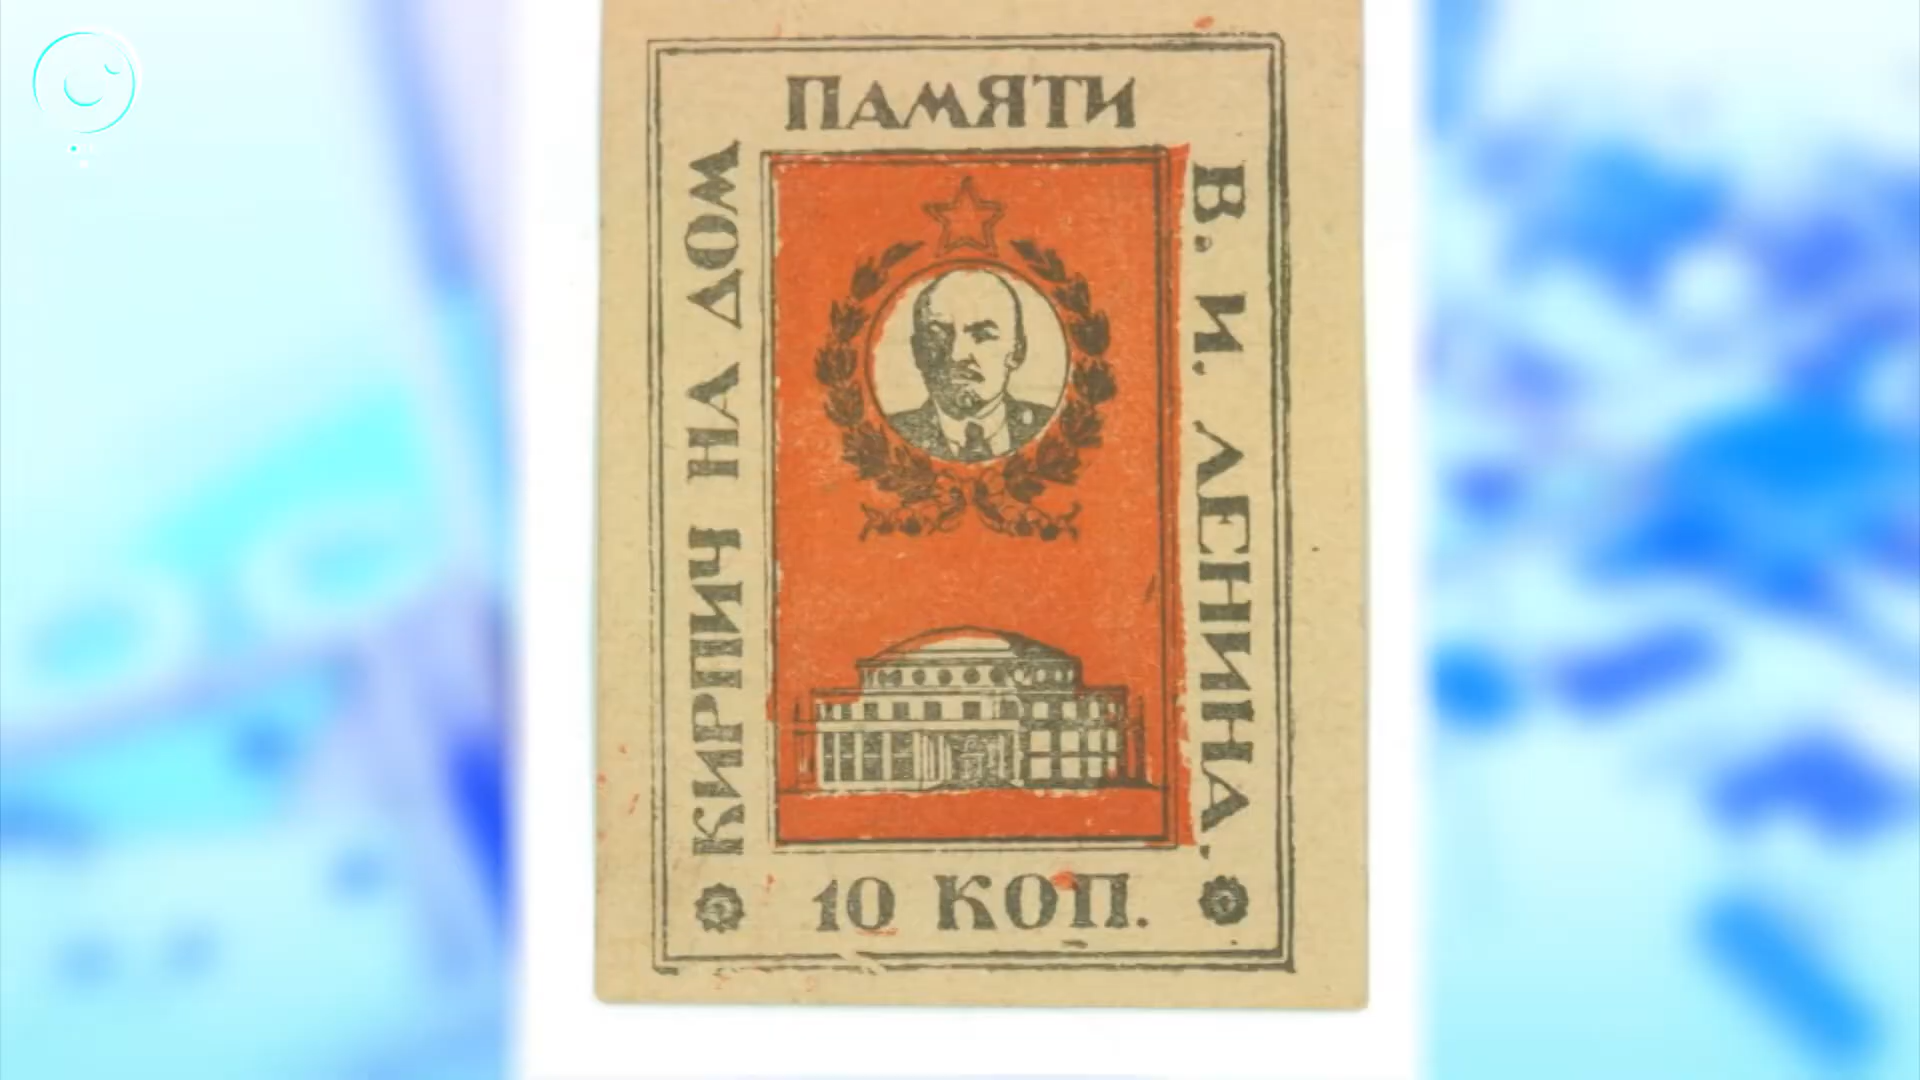 КИРПИЧ НА ДОМ
ПАМЯТИ
В. И. ЛЕНИНА.
10 КОП.